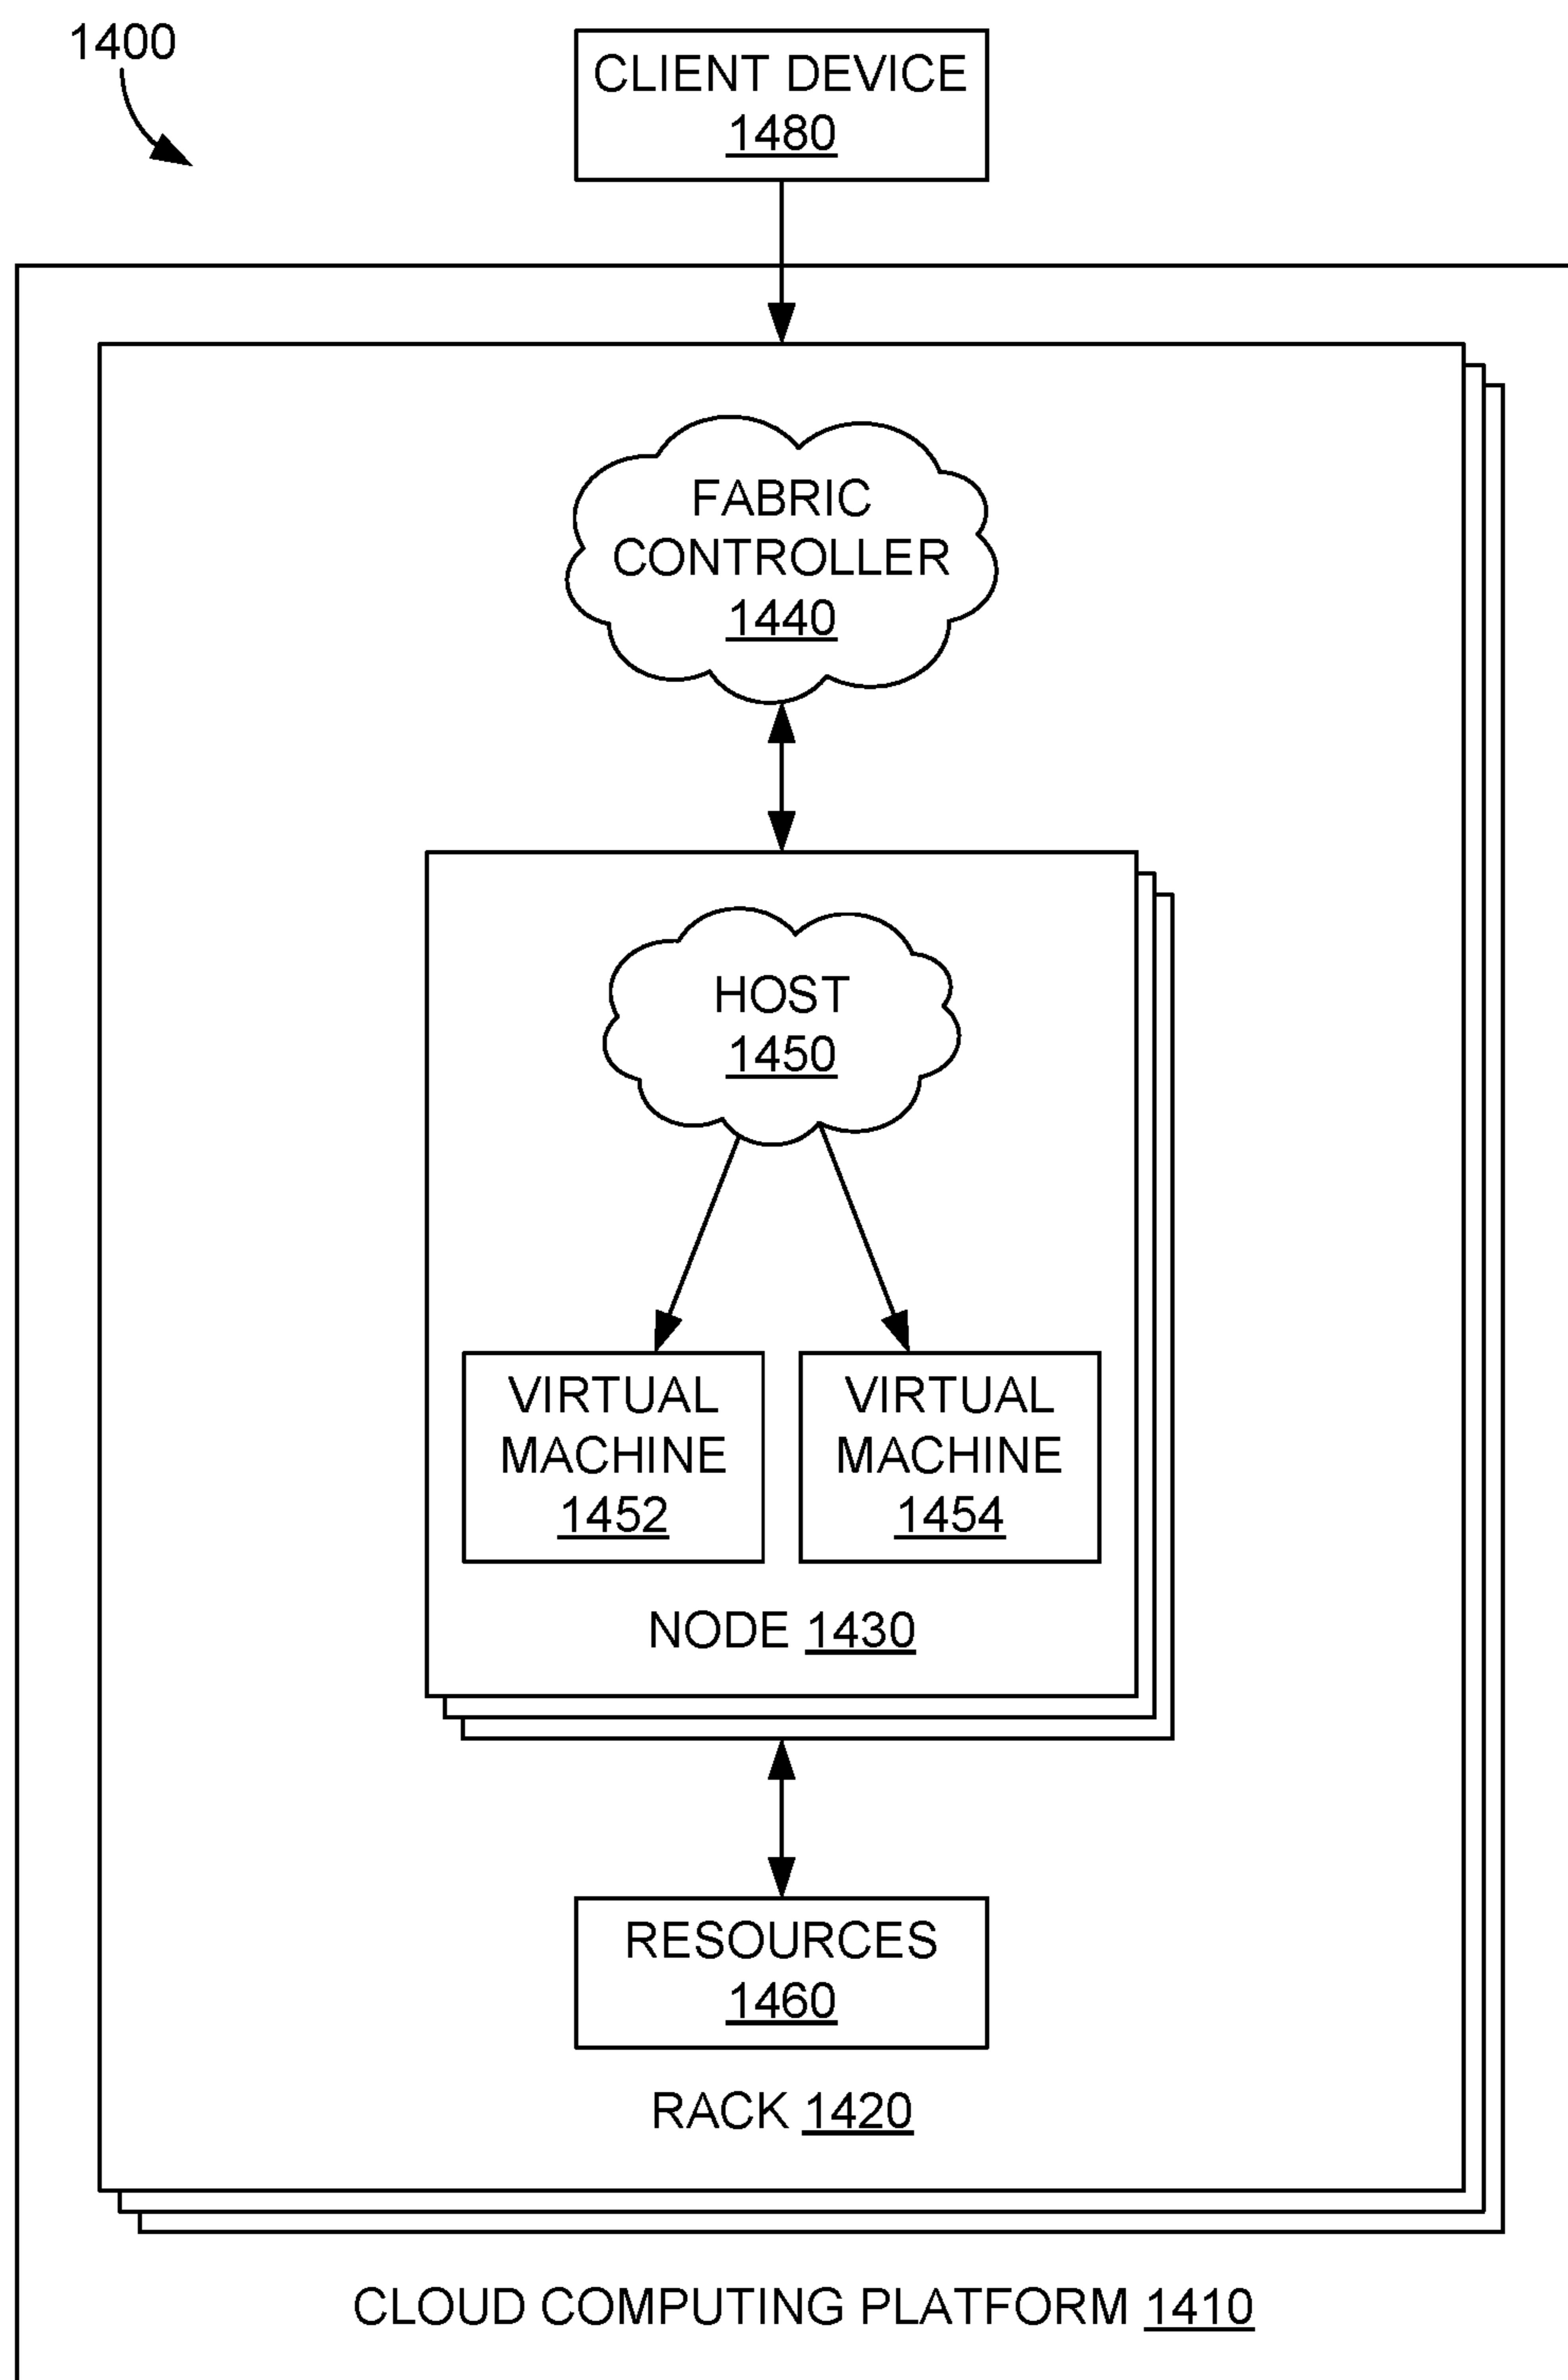 1400
CLIENT DEVICE
1480
FABRIC
CONTROLLER
1440
HOST
1450
VIRTUAL
MACHINE
1452
VIRTUAL
MACHINE
1454
NODE 1430
RESOURCES
1460
RACK 1420
CLOUD COMPUTING PLATFORM 1410